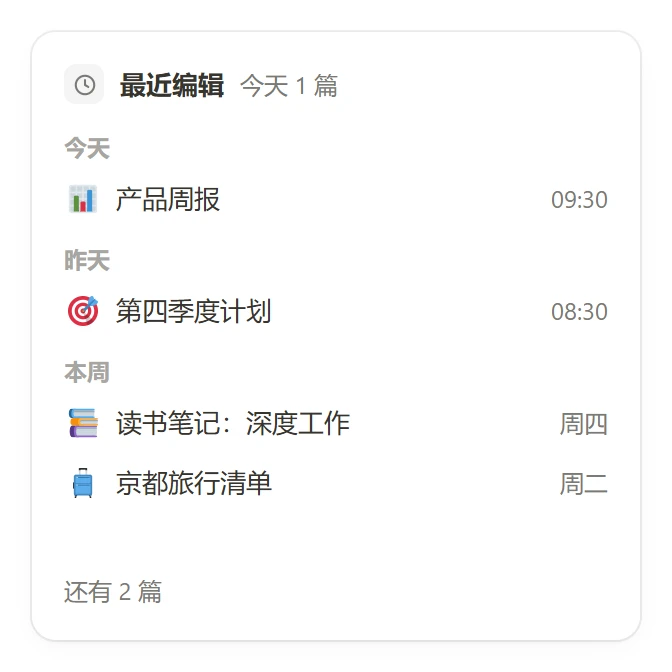 最近编辑 今天 1 篇
今天
产品周报 09:30
昨天
第四季度计划 08:30
本周
读书笔记：深度工作 周四
京都旅行清单 周二
还有 2 篇